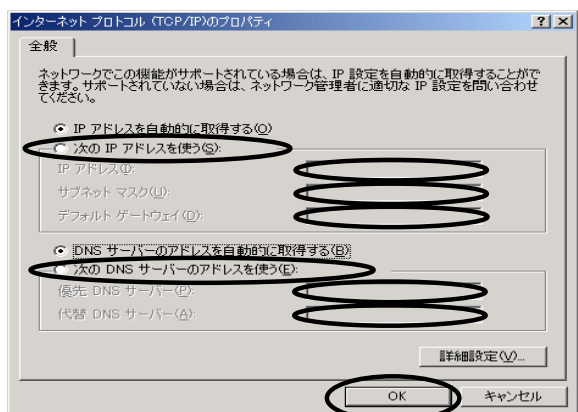 インターネット プロトコル (TCP/IP)のプロパティ
全般
ネットワークでこの機能がサポートされている場合は、IP 設定を自動的に取得することがで
きます。サポートされていない場合は、ネットワーク管理者に適切な IP 設定を問い合わせ
てください。
IP アドレスを自動的に取得する(O)
次の IP アドレスを使う(S):
IP アドレス(I):
サブネット マスク(U):
デフォルト ゲートウェイ(D):
DNS サーバーのアドレスを自動的に取得する(B)
次の DNS サーバーのアドレスを使う(E):
優先 DNS サーバー(P):
代替 DNS サーバー(A):
詳細設定(V)...
OK キャンセル